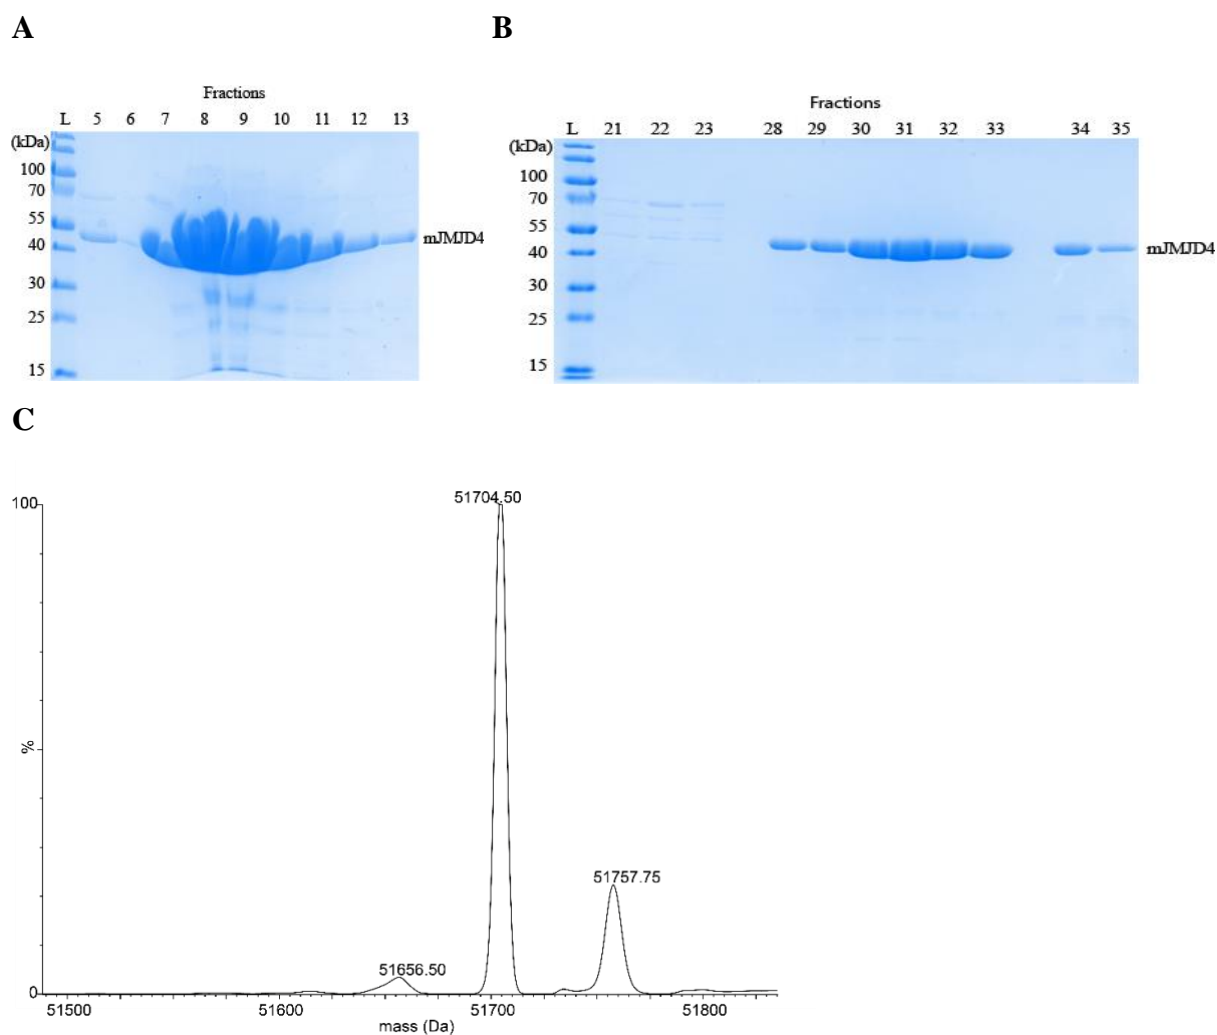 A
B
Fractions
L 5 6 7 8 9 10 11 12 13
(kDa)
100
70
55
40
30
25
15
mJMJD4
Fractions
L 21 22 23 28 29 30 31 32 33 34 35
(kDa)
100
70
55
40
30
25
15
mJMJD4
C
100
%
0
51704.50
51757.75
51656.50
51500 51600 51700 51800
mass (Da)